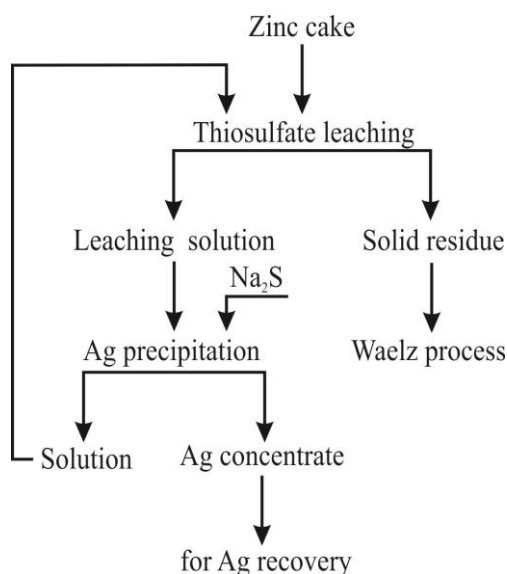 Zinc cake
Thiosulfate leaching
Leaching solution
Solid residue
Na₂S
Ag precipitation
Waelz process
Solution
Ag concentrate
for Ag recovery